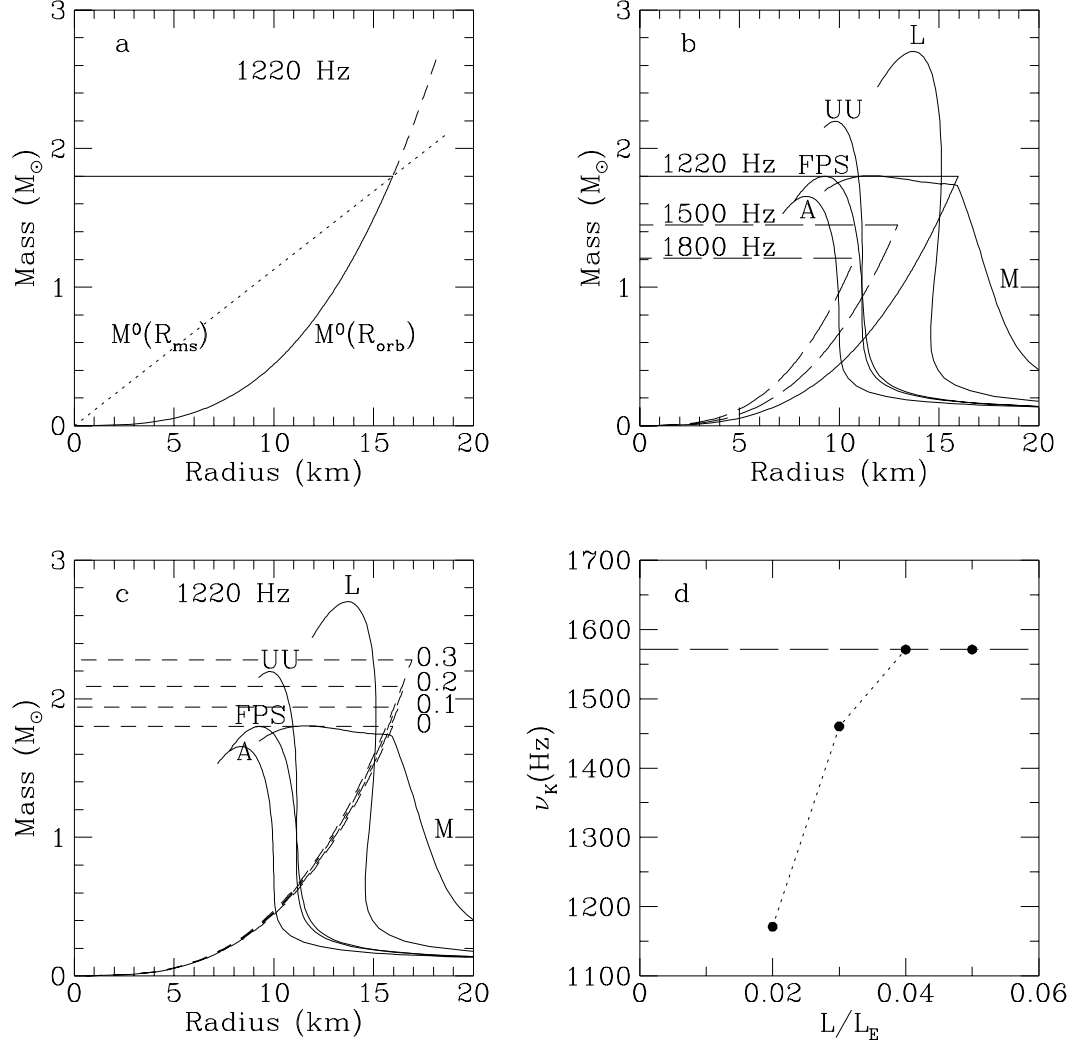 a
1220 Hz
M⁰(R_ms)
M⁰(R_orb)
3
2
1
0
Mass (M_⊙)
0 5 10 15 20
Radius (km)
b
L
UU
1220 Hz FPS
A
1500 Hz
1800 Hz
M
3
2
1
0
Mass (M_⊙)
0 5 10 15 20
Radius (km)
c
1220 Hz
L
UU
0.3
0.2
0.1
FPS
0
A
M
3
2
1
0
Mass (M_⊙)
0 5 10 15 20
Radius (km)
d
1700
1600
1500
1400
1300
1200
1100
ν_K(Hz)
0 0.02 0.04 0.06
L/L_E